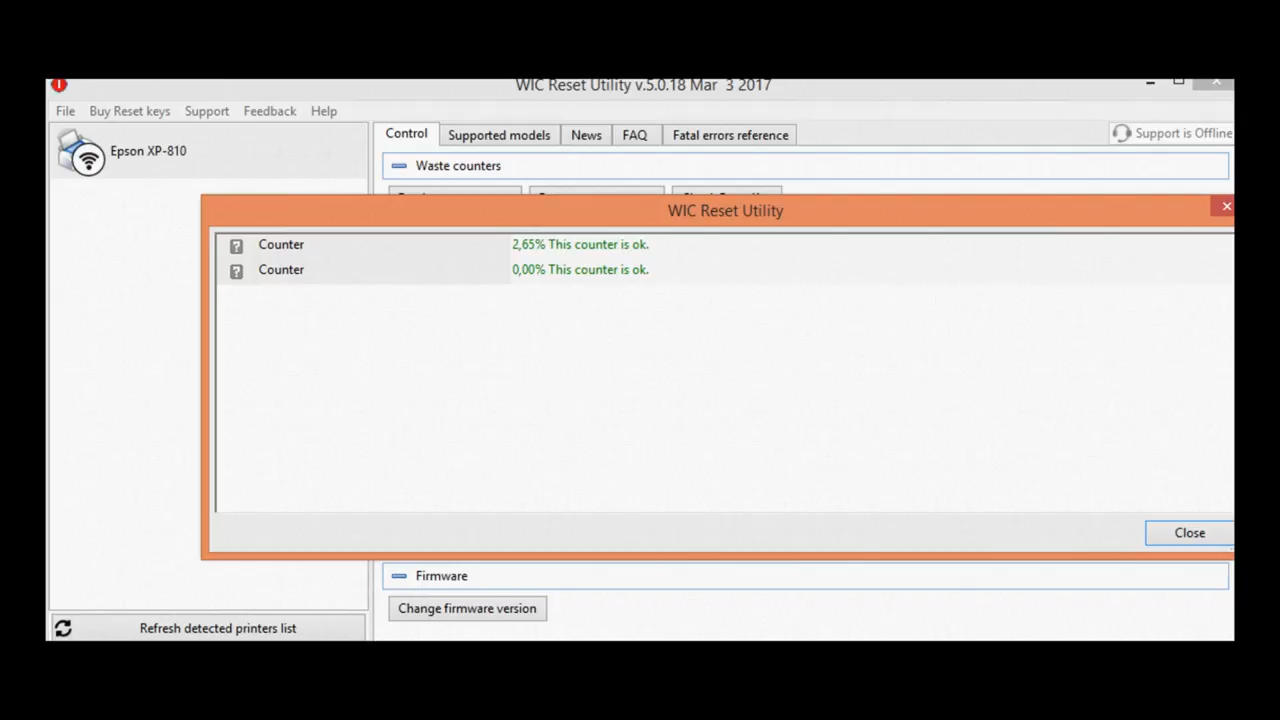 WIC Reset Utility v.5.0.18 Mar 3 2017
File Buy Reset keys Support Feedback Help
Epson XP-810
Control Supported models News FAQ Fatal errors reference Support is Offline
Waste counters
WIC Reset Utility
Counter 2,65% This counter is ok.
Counter 0,00% This counter is ok.
Close
Firmware
Change firmware version
Refresh detected printers list